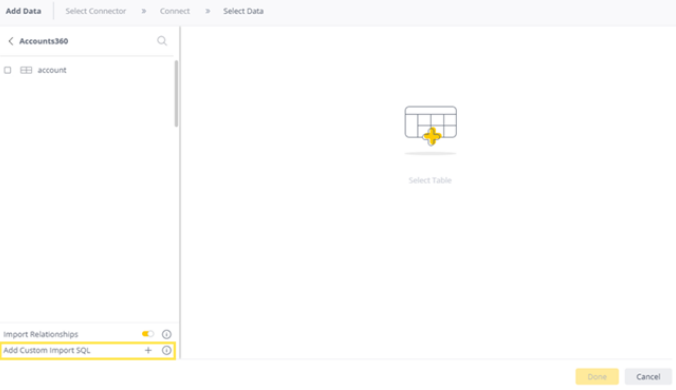 Add Data Select Connector » Connect » Select Data
< Accounts360
account
Select Table
Import Relationships
Add Custom Import SQL +
Done Cancel